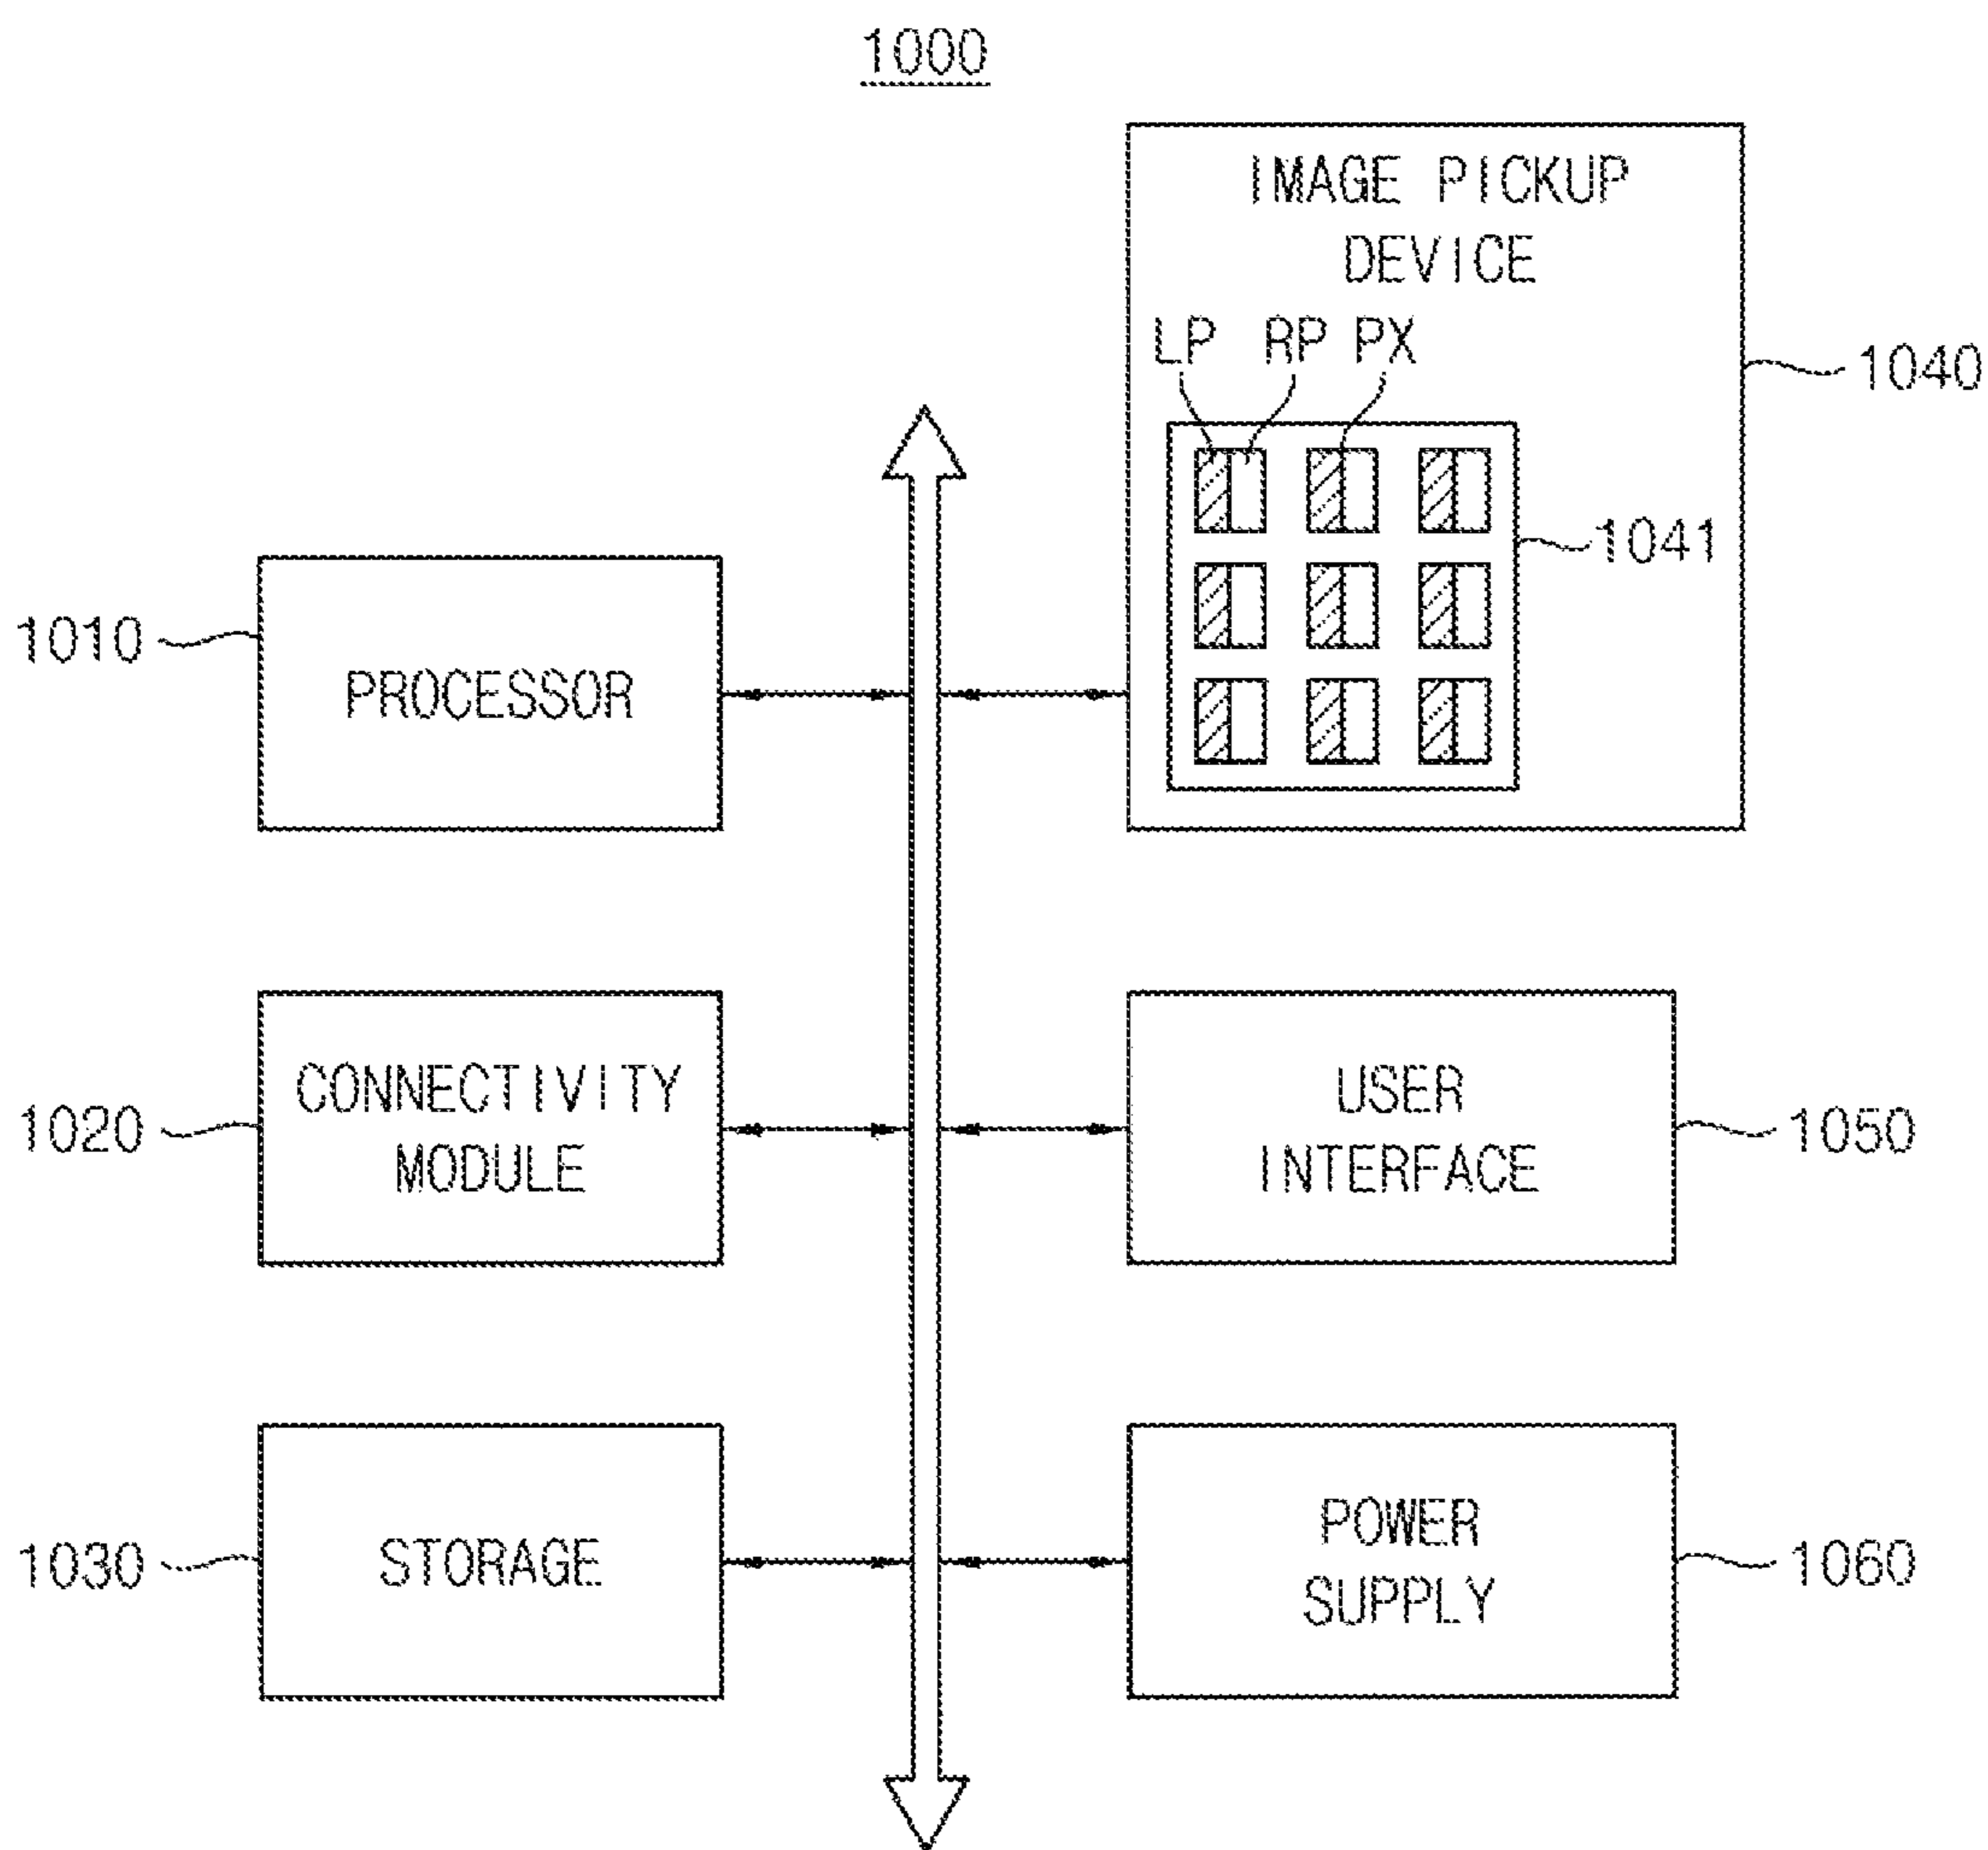 1000
IMAGE PICKUP
DEVICE
LP RP PX
1040
1041
1010
PROCESSOR
1020
CONNECTIVITY
MODULE
USER
INTERFACE
1050
1030
STORAGE
POWER
SUPPLY
1060